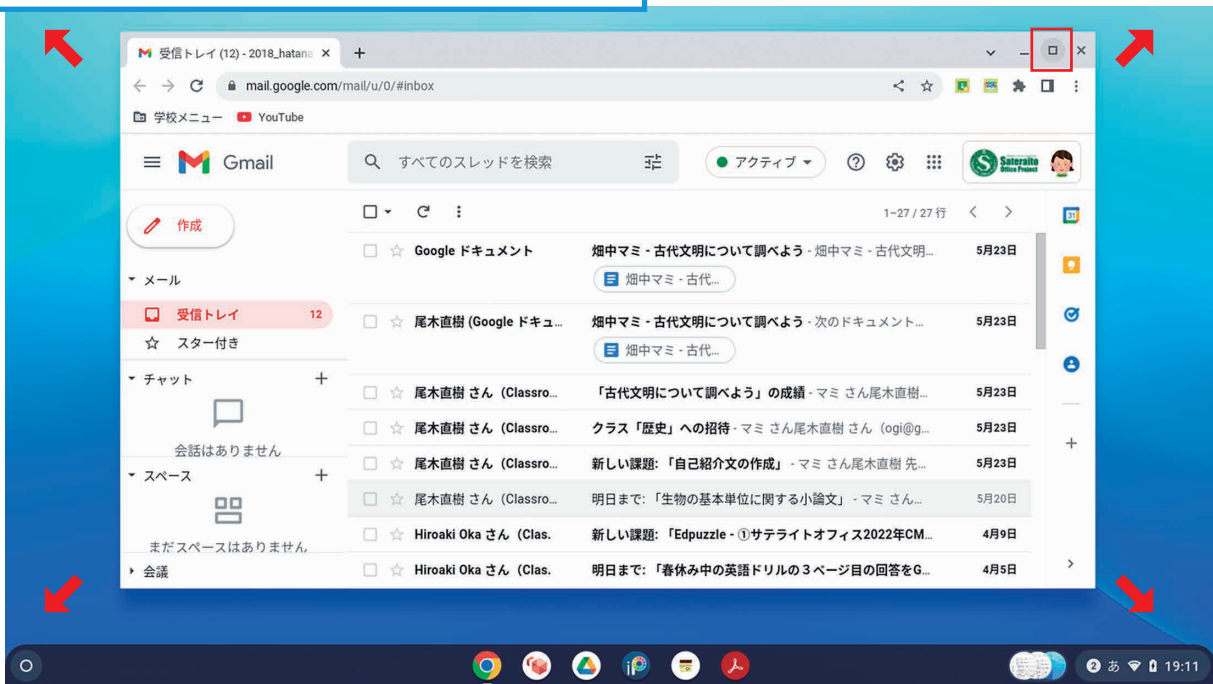 受信トレイ (12) - 2018_hatana
mail.google.com/mail/u/0/#inbox
学校メニュー YouTube
Gmail
すべてのスレッドを検索
アクティブ
Sateraito
Office Project
作成
メール
受信トレイ 12
スター付き
チャット
会話はありません
スペース
まだスペースはありません
会議
1-27 / 27 行
Google ドキュメント 畑中マミ - 古代文明について調べよう - 畑中マミ - 古代文明... 5月23日
畑中マミ - 古代...
尾木直樹 (Google ドキュ... 畑中マミ - 古代文明について調べよう - 次のドキュメント... 5月23日
畑中マミ - 古代...
尾木直樹 さん (Classro... 「古代文明について調べよう」の成績 - マミ さん尾木直樹... 5月23日
尾木直樹 さん (Classro... クラス「歴史」への招待 - マミ さん尾木直樹 さん (ogi@g... 5月23日
尾木直樹 さん (Classro... 新しい課題: 「自己紹介文の作成」 - マミ さん尾木直樹 先... 5月23日
尾木直樹 さん (Classro... 明日まで: 「生物の基本単位に関する小論文」 - マミ さん... 5月20日
Hiroaki Oka さん (Clas. 新しい課題: 「Edpuzzle - ①サテライトオフィス2022年CM... 4月9日
Hiroaki Oka さん (Clas. 明日まで: 「春休み中の英語ドリルの３ページ目の回答をG... 4月5日
31
2 あ 19:11